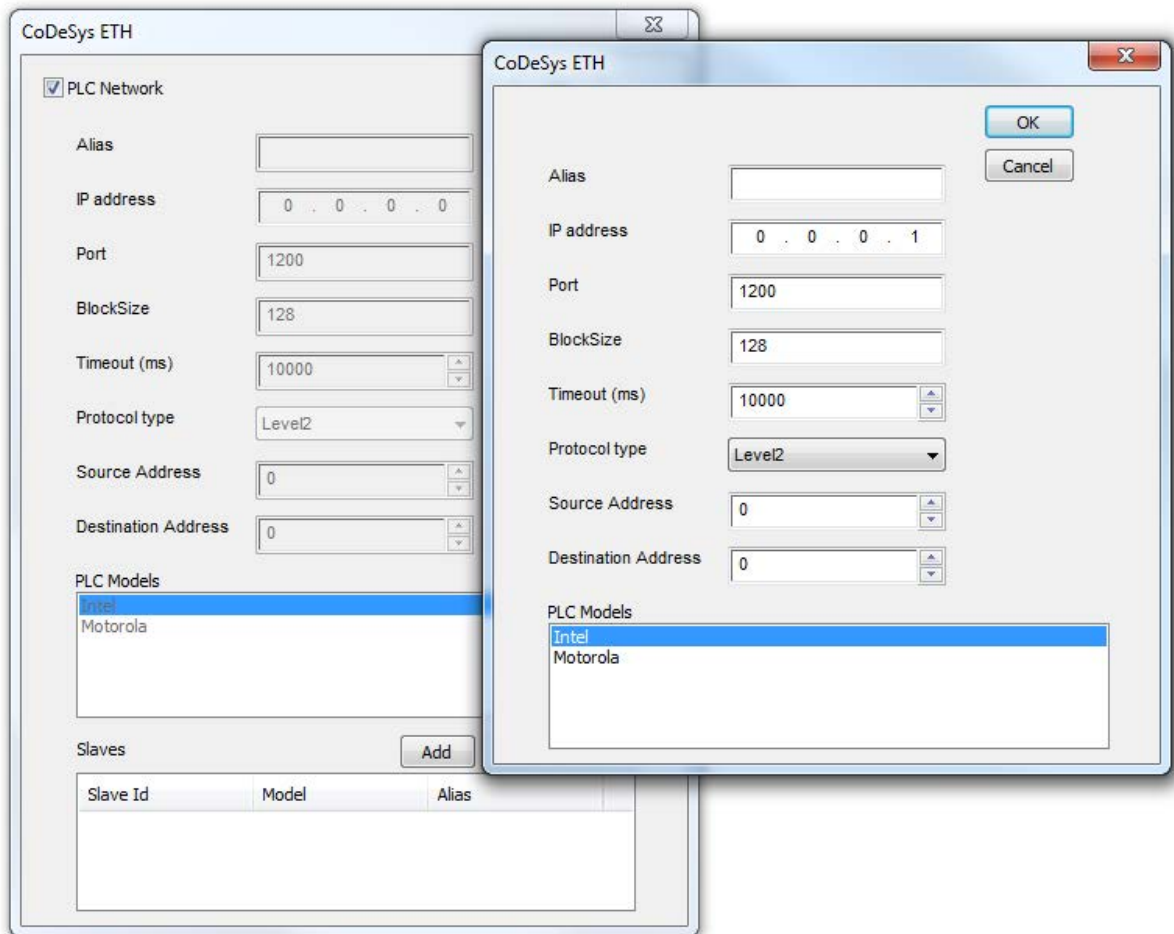 CoDeSys ETH
PLC Network
Alias
IP address 0 . 0 . 0 . 0
Port 1200
BlockSize 128
Timeout (ms) 10000
Protocol type Level2
Source Address 0
Destination Address 0
PLC Models
Intel
Motorola
Slaves Add
Slave Id Model Alias
CoDeSys ETH
OK
Cancel
Alias
IP address 0 . 0 . 0 . 1
Port 1200
BlockSize 128
Timeout (ms) 10000
Protocol type Level2
Source Address 0
Destination Address 0
PLC Models
Intel
Motorola